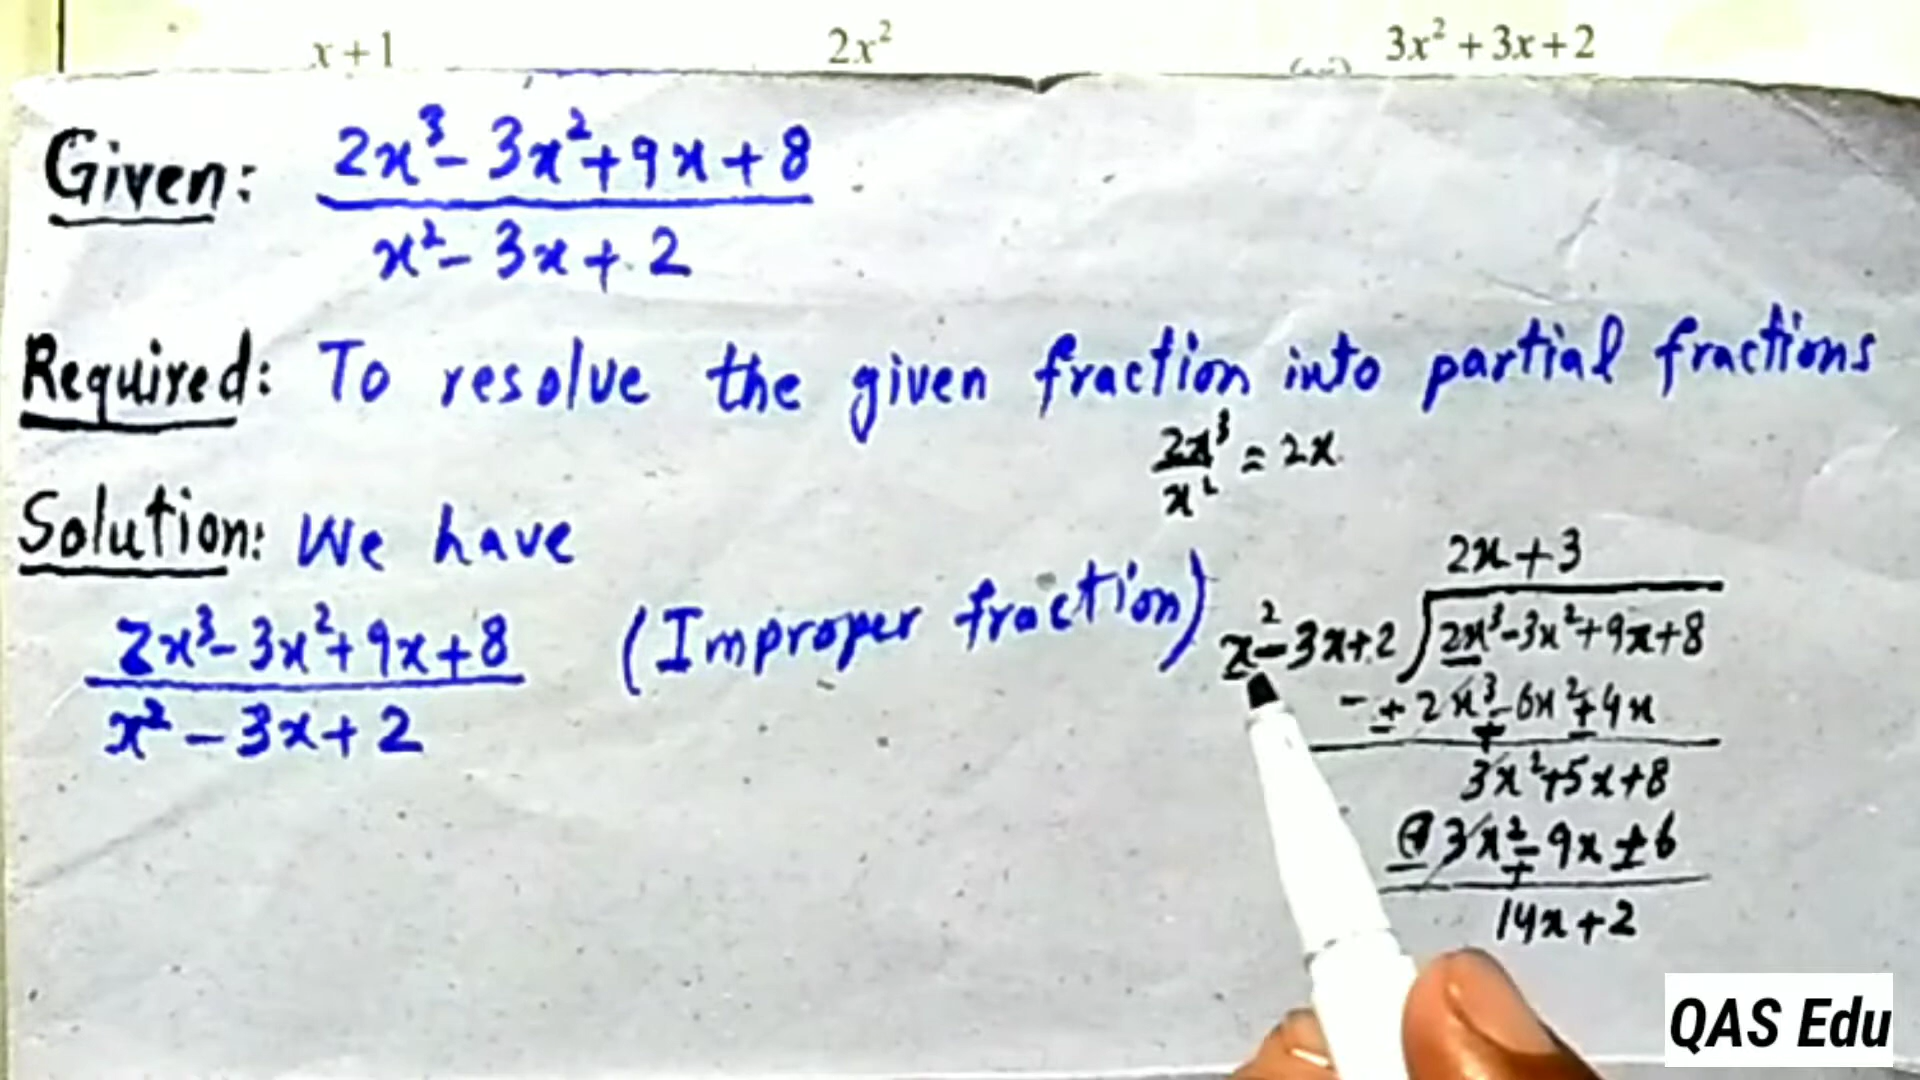 x+1 2x² 3x²+3x+2
Given: 2x³-3x²+9x+8
x²-3x+2
Required: To resolve the given fraction into partial fractions
2x³/x² = 2x
Solution: We have
2x³-3x²+9x+8
x²-3x+2
(Improper fraction)
2x+3
x²-3x+2 ) 2x³-3x²+9x+8
-+2x³-6x²+4x
3x²+5x+8
3x²-9x+6
14x+2
QAS Edu